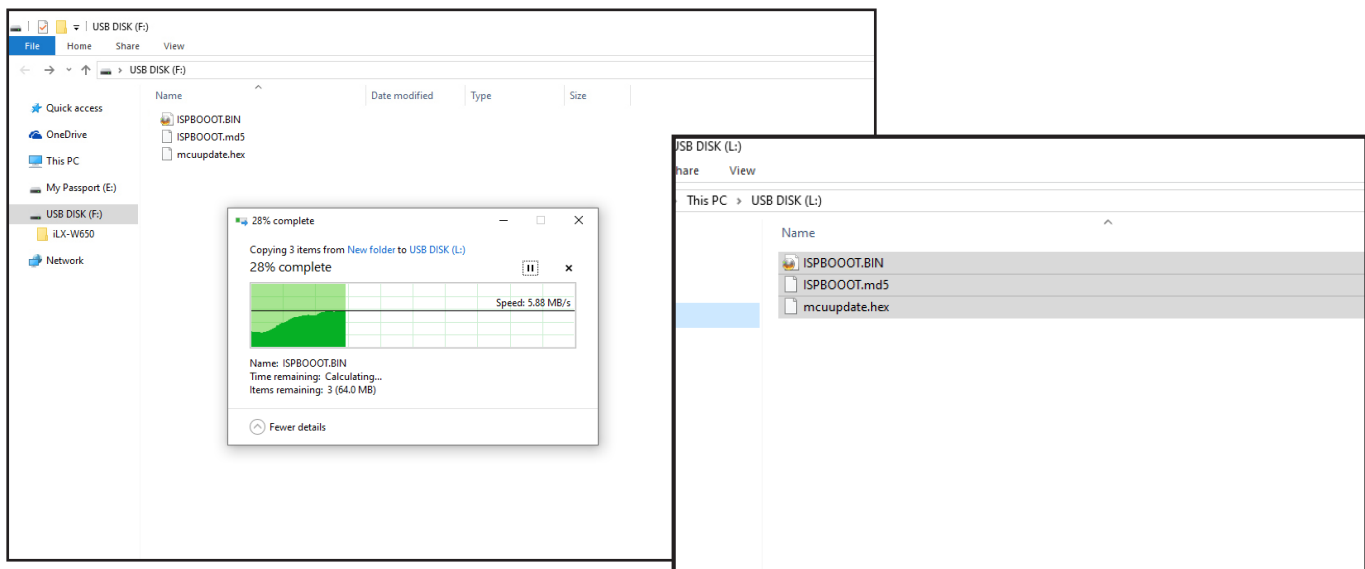 USB DISK (F:)
File Home Share View
USB DISK (F:)
Name Date modified Type Size
Quick access
OneDrive
This PC
My Passport (E:)
USB DISK (F:)
iLX-W650
Network
ISPBOOOT.BIN
ISPBOOOT.md5
mcuupdate.hex
28% complete
Copying 3 items from New folder to USB DISK (L:)
28% complete
Speed: 5.88 MB/s
Name: ISPBOOOT.BIN
Time remaining: Calculating...
Items remaining: 3 (64.0 MB)
Fewer details
USB DISK (L:)
hare View
This PC > USB DISK (L:)
Name
ISPBOOOT.BIN
ISPBOOOT.md5
mcuupdate.hex